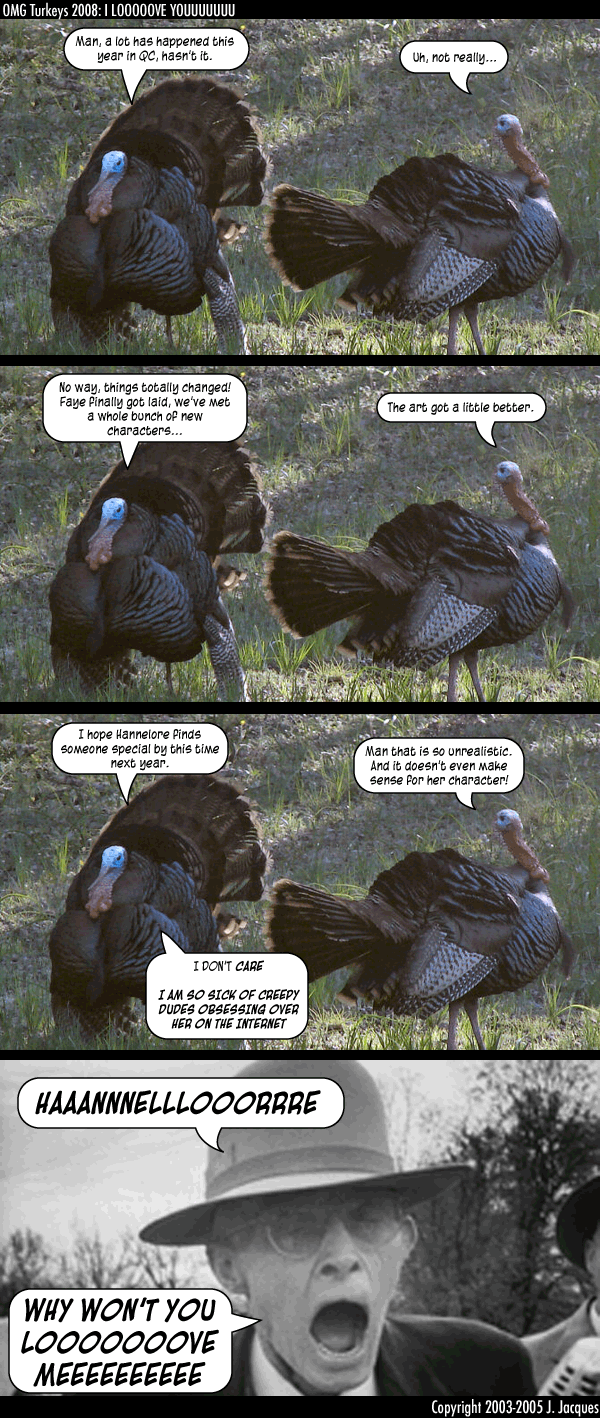 OMG Turkeys 2008: I LOOOOOVE YOUUUUUUU
Man, a lot has happened this
year in QC, hasn't it.
Uh, not really...
No way, things totally changed!
Faye finally got laid, we've met
a whole bunch of new
characters...
The art got a little better.
I hope Hannelore finds
someone special by this time
next year.
Man that is so unrealistic.
And it doesn't even make
sense for her character!
I DON'T CARE
I AM SO SICK OF CREEPY
DUDES OBSESSING OVER
HER ON THE INTERNET
HAAANNNELLLOOORRRE
WHY WON'T YOU
LOOOOOOOVE
MEEEEEEEEEE
Copyright 2003-2005 J. Jacques